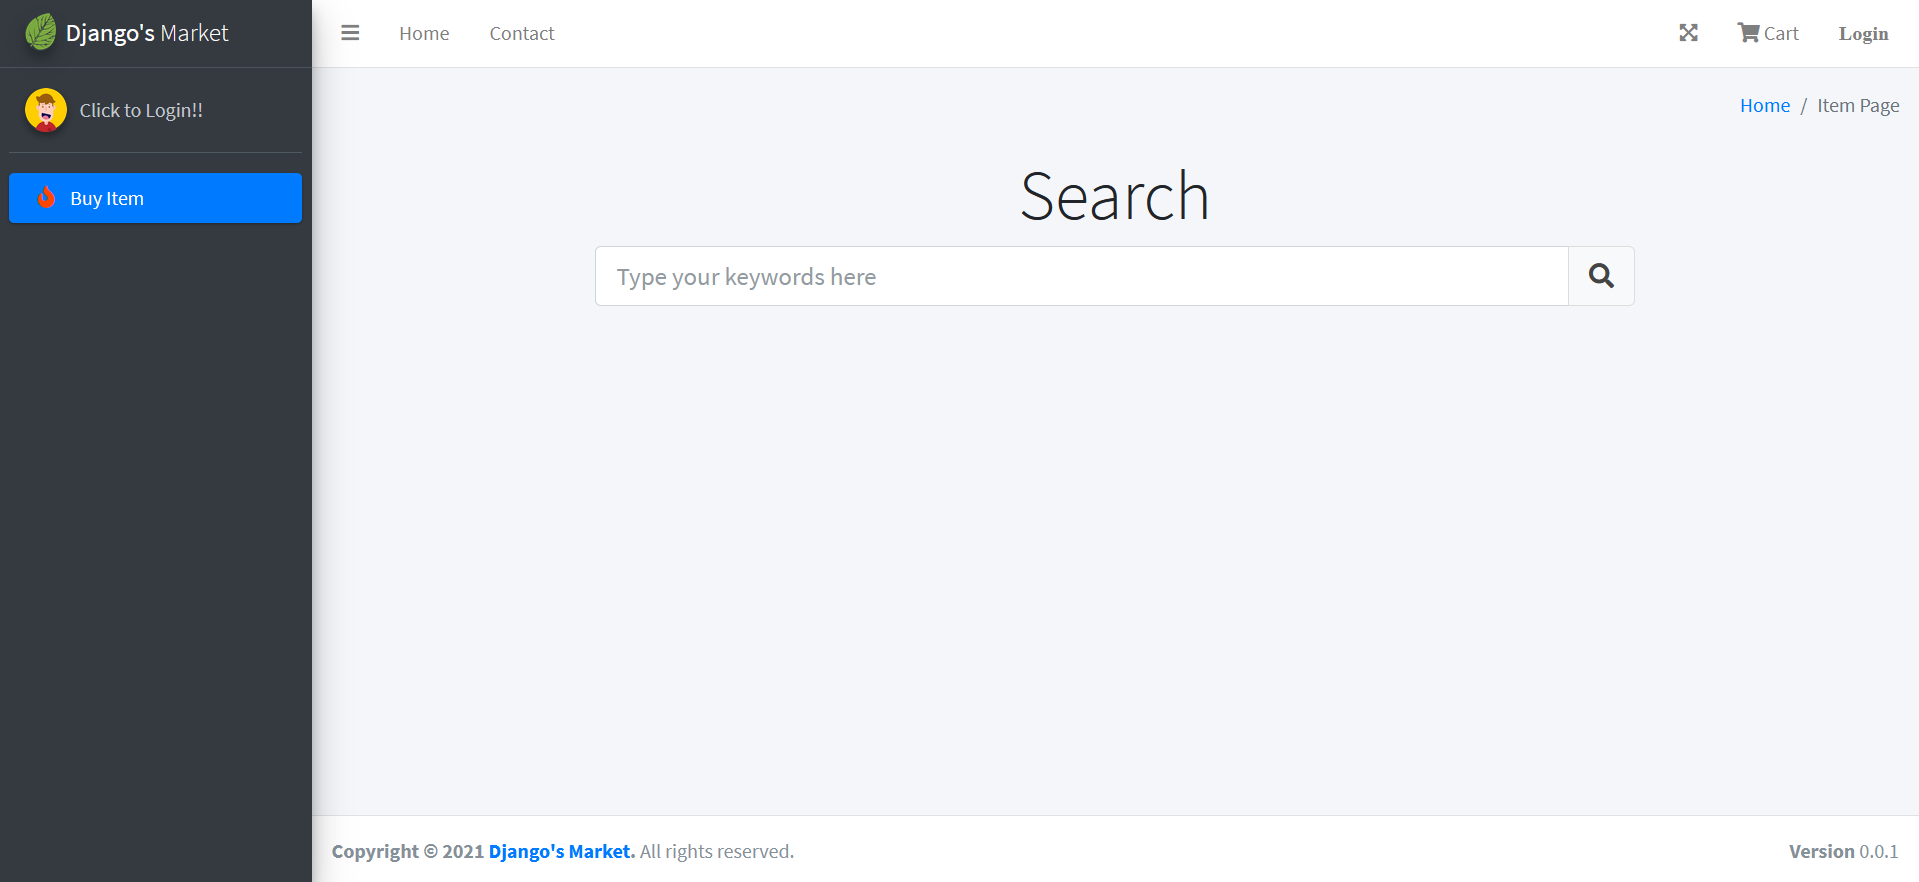 Django's Market
Home
Contact
Cart
Login
Click to Login!!
Home / Item Page
Buy Item
Search
Type your keywords here
Copyright © 2021 Django's Market. All rights reserved.
Version 0.0.1